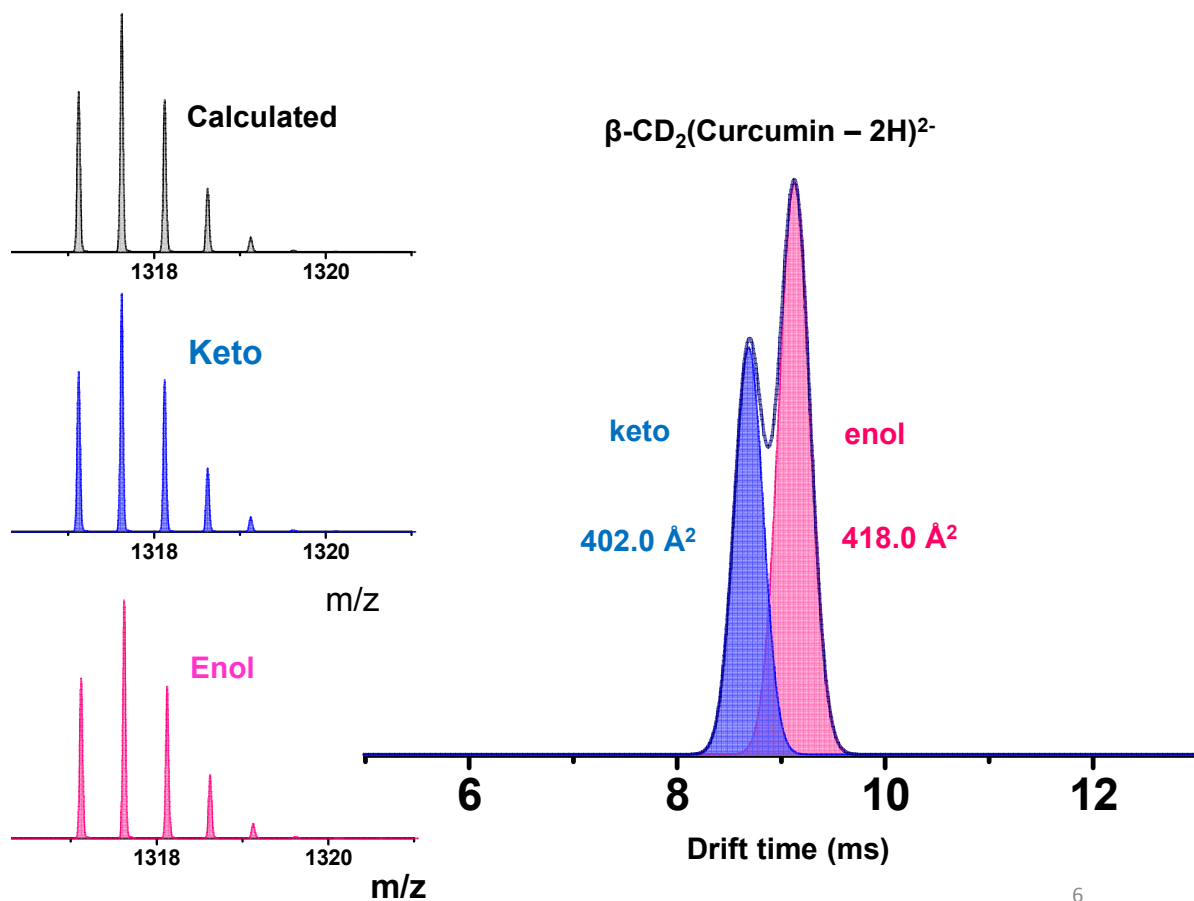 Calculated
1318 1320
Keto
1318 1320
m/z
Enol
1318 1320
m/z
β-CD₂(Curcumin – 2H)²⁻
keto enol
402.0 Å² 418.0 Å²
6 8 10 12
Drift time (ms)
6